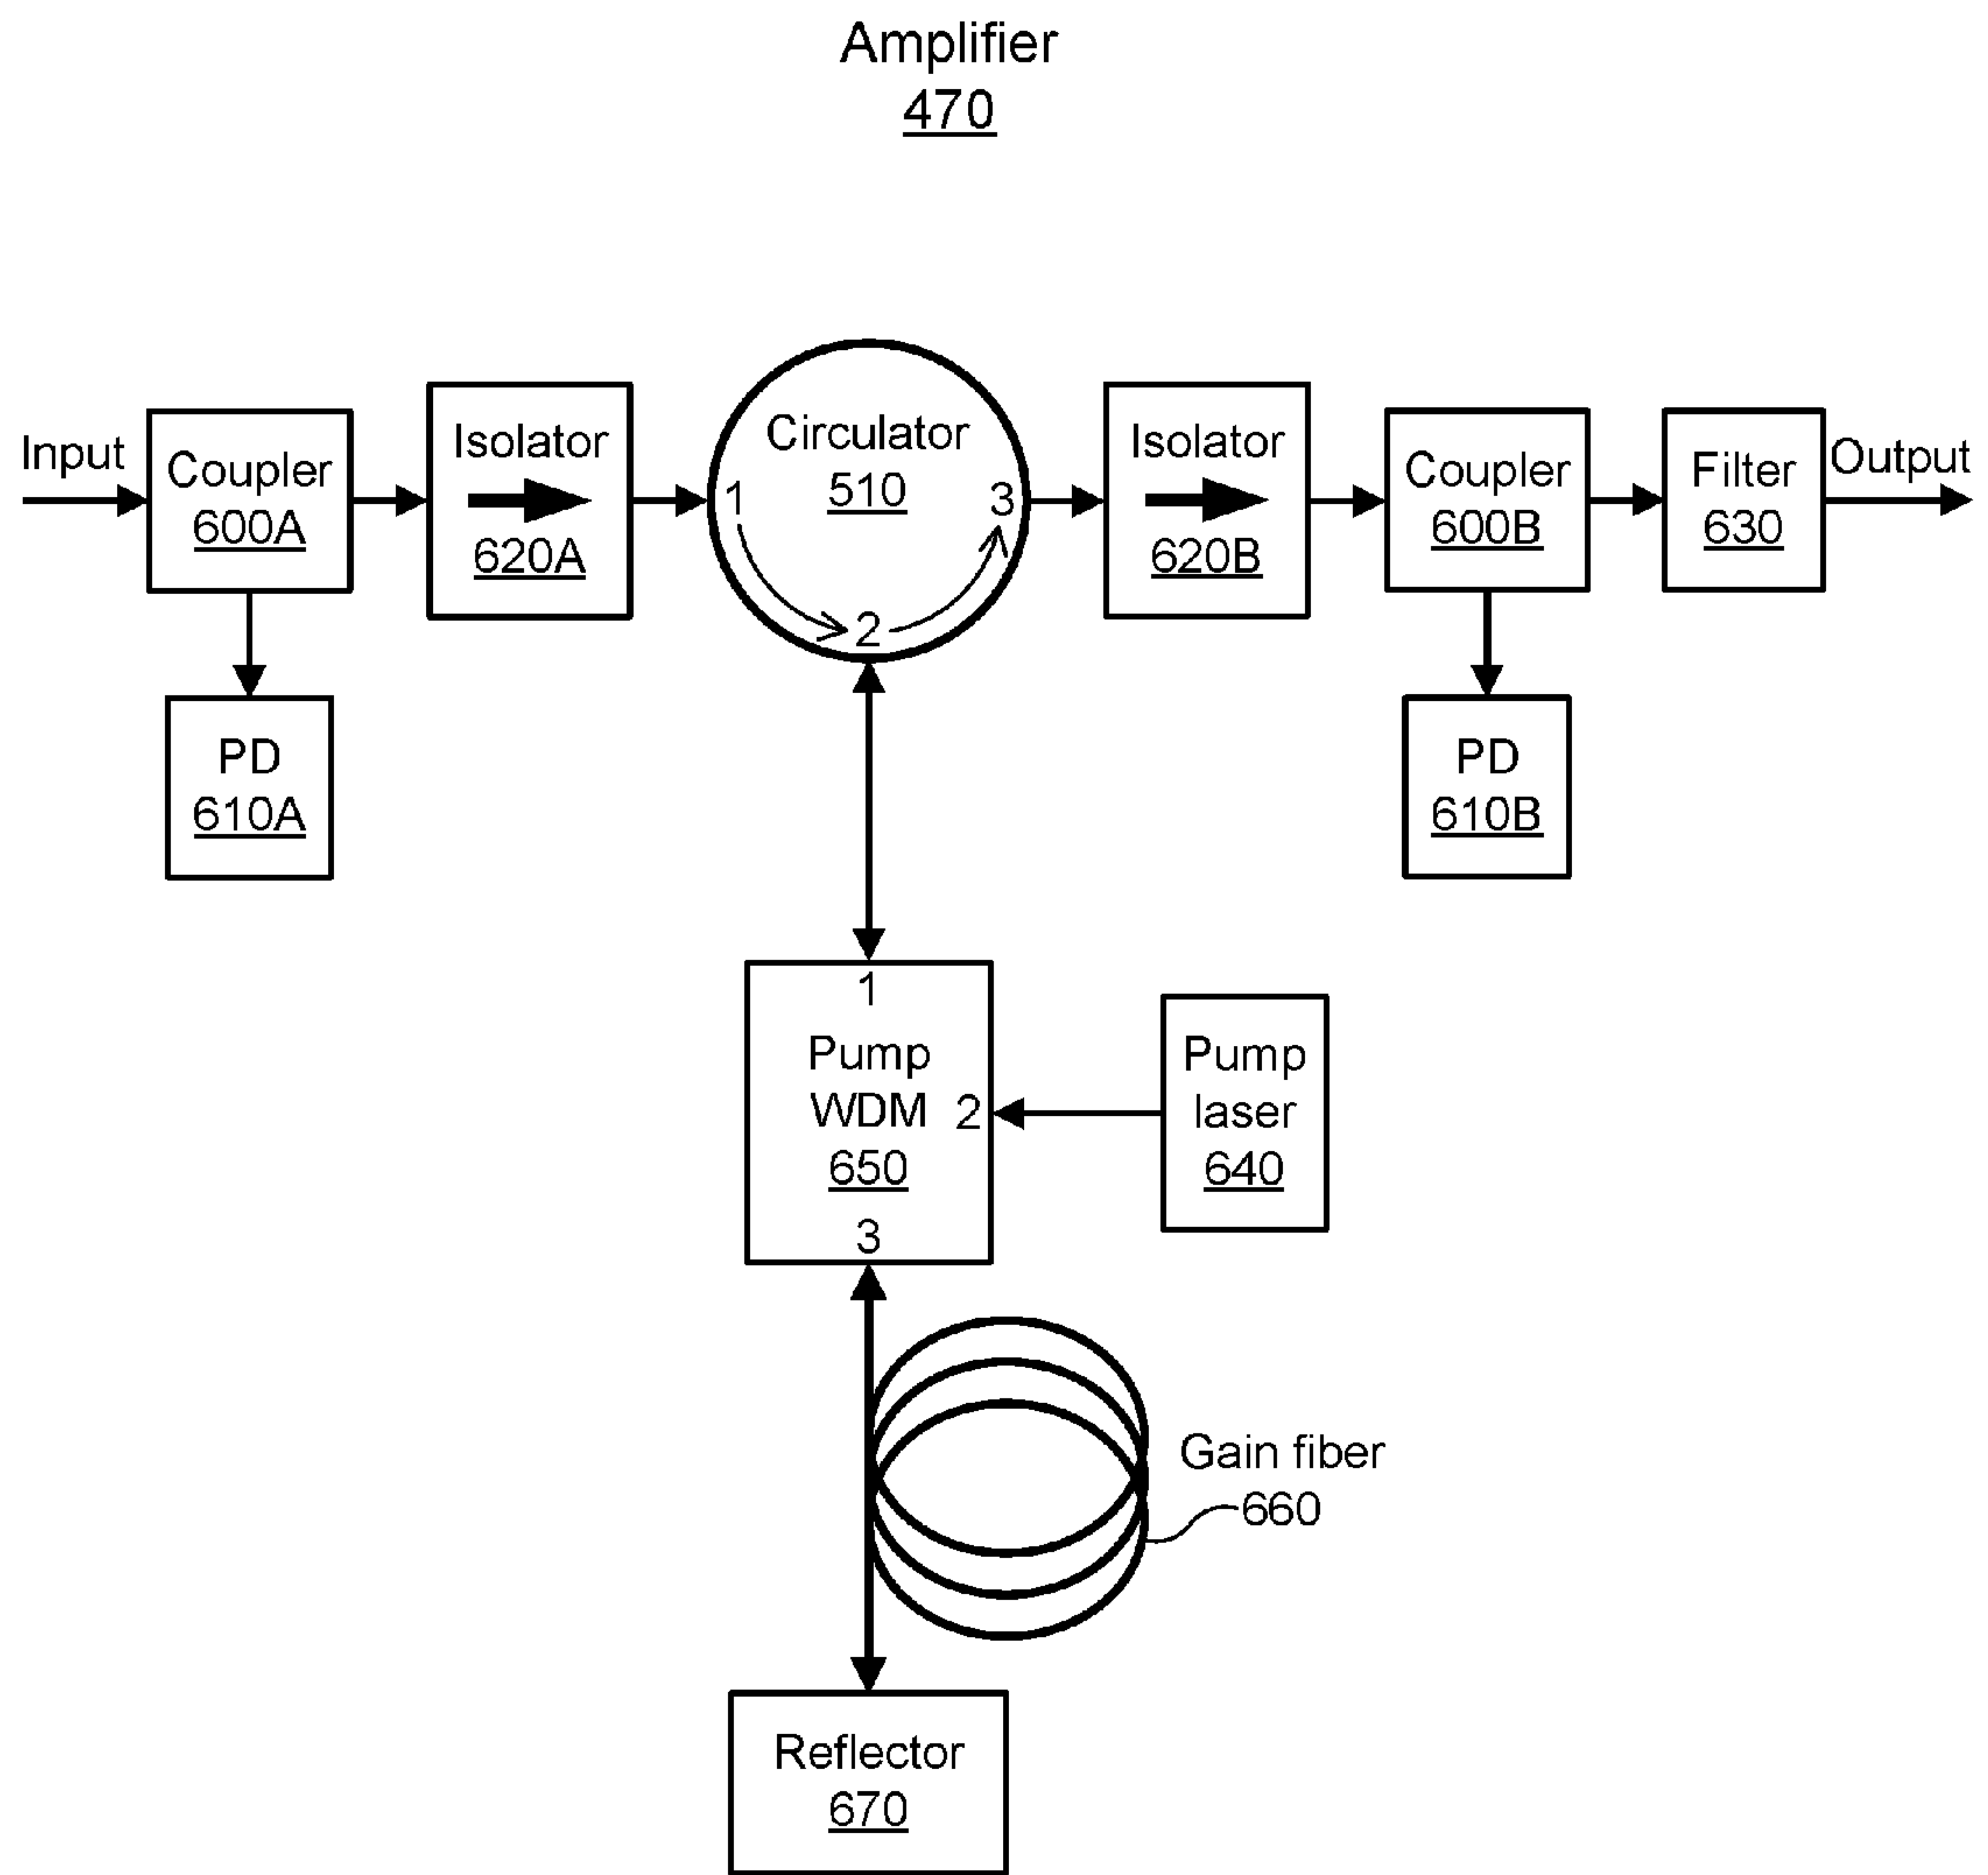 Amplifier
470
Input
Coupler
600A
Isolator
620A
Circulator
510
1
2
3
Isolator
620B
Coupler
600B
Filter
630
Output
PD
610A
PD
610B
1
Pump
WDM
650
2
3
Pump
laser
640
Gain fiber
660
Reflector
670